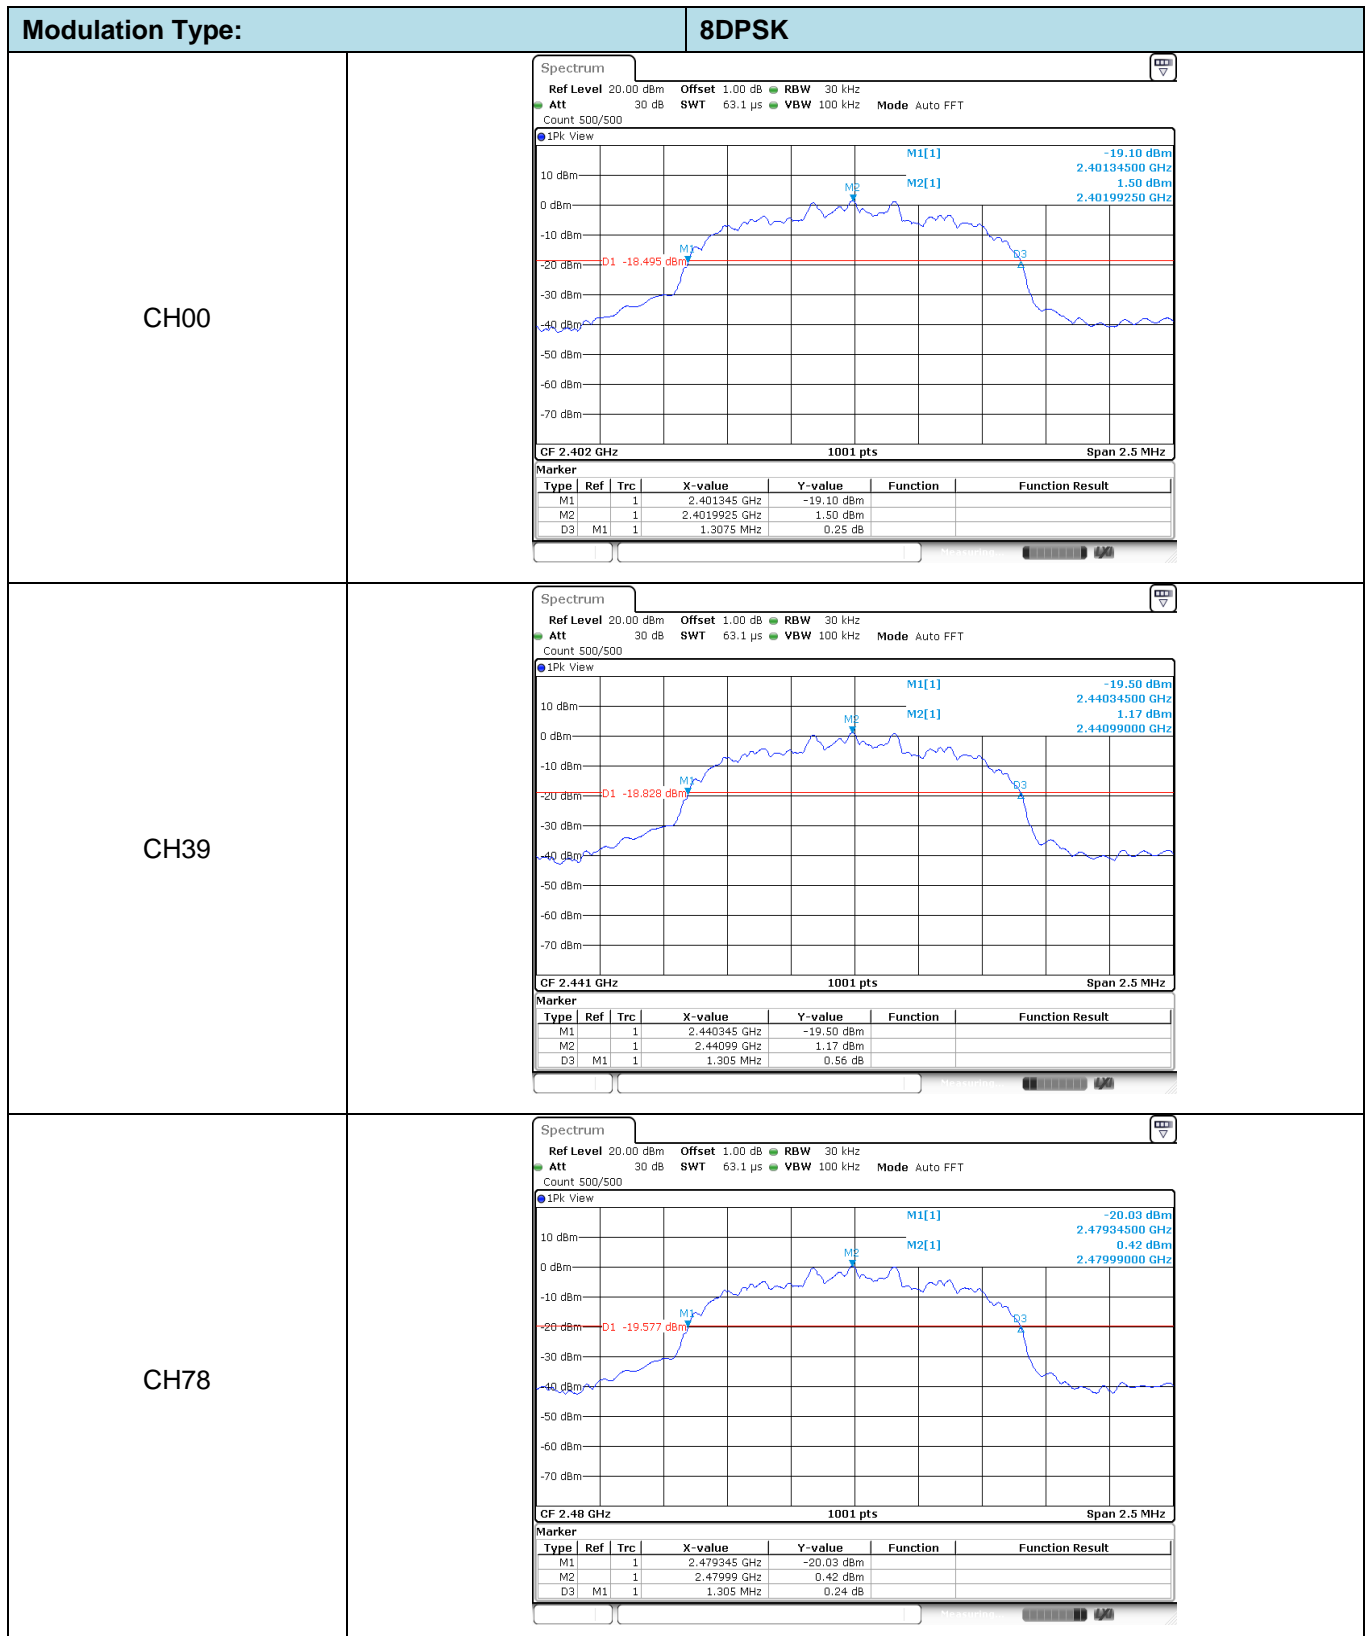 Modulation Type: 8DPSK
CH00
Spectrum
Ref Level 20.00 dBm Offset 1.00 dB RBW 30 kHz
Att 30 dB SWT 63.1 µs VBW 100 kHz Mode Auto FFT
Count 500/500
1Pk View
M1[1] -19.10 dBm
2.40134500 GHz
10 dBm
M2[1] 1.50 dBm
M2
2.40199250 GHz
0 dBm
-10 dBm
M1
D3
D1 -18.495 dBm
-20 dBm
-30 dBm
-40 dBm
-50 dBm
-60 dBm
-70 dBm
CF 2.402 GHz 1001 pts Span 2.5 MHz
Marker
Type Ref Trc X-value Y-value Function Function Result
M1 1 2.401345 GHz -19.10 dBm
M2 1 2.4019925 GHz 1.50 dBm
D3 M1 1 1.3075 MHz 0.25 dB
Measuring...
CH39
Spectrum
Ref Level 20.00 dBm Offset 1.00 dB RBW 30 kHz
Att 30 dB SWT 63.1 µs VBW 100 kHz Mode Auto FFT
Count 500/500
1Pk View
M1[1] -19.50 dBm
2.44034500 GHz
10 dBm
M2[1] 1.17 dBm
M2
2.44099000 GHz
0 dBm
-10 dBm
M1
D3
D1 -18.828 dBm
-20 dBm
-30 dBm
-40 dBm
-50 dBm
-60 dBm
-70 dBm
CF 2.441 GHz 1001 pts Span 2.5 MHz
Marker
Type Ref Trc X-value Y-value Function Function Result
M1 1 2.440345 GHz -19.50 dBm
M2 1 2.44099 GHz 1.17 dBm
D3 M1 1 1.305 MHz 0.56 dB
Measuring...
CH78
Spectrum
Ref Level 20.00 dBm Offset 1.00 dB RBW 30 kHz
Att 30 dB SWT 63.1 µs VBW 100 kHz Mode Auto FFT
Count 500/500
1Pk View
M1[1] -20.03 dBm
2.47934500 GHz
10 dBm
M2[1] 0.42 dBm
M2
2.47999000 GHz
0 dBm
-10 dBm
M1
D3
-20 dBm D1 -19.577 dBm
-30 dBm
-40 dBm
-50 dBm
-60 dBm
-70 dBm
CF 2.48 GHz 1001 pts Span 2.5 MHz
Marker
Type Ref Trc X-value Y-value Function Function Result
M1 1 2.479345 GHz -20.03 dBm
M2 1 2.47999 GHz 0.42 dBm
D3 M1 1 1.305 MHz 0.24 dB
Measuring...